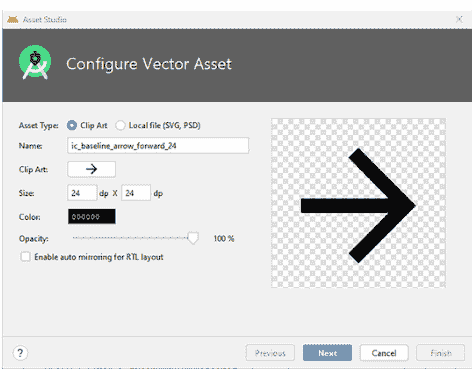 Asset Studio
Configure Vector Asset
Asset Type: Clip Art Local file (SVG, PSD)
Name: ic_baseline_arrow_forward_24
Clip Art:
Size: 24 dp X 24 dp
Color: 000000
Opacity: 100 %
Enable auto mirroring for RTL layout
? Previous Next Cancel Finish